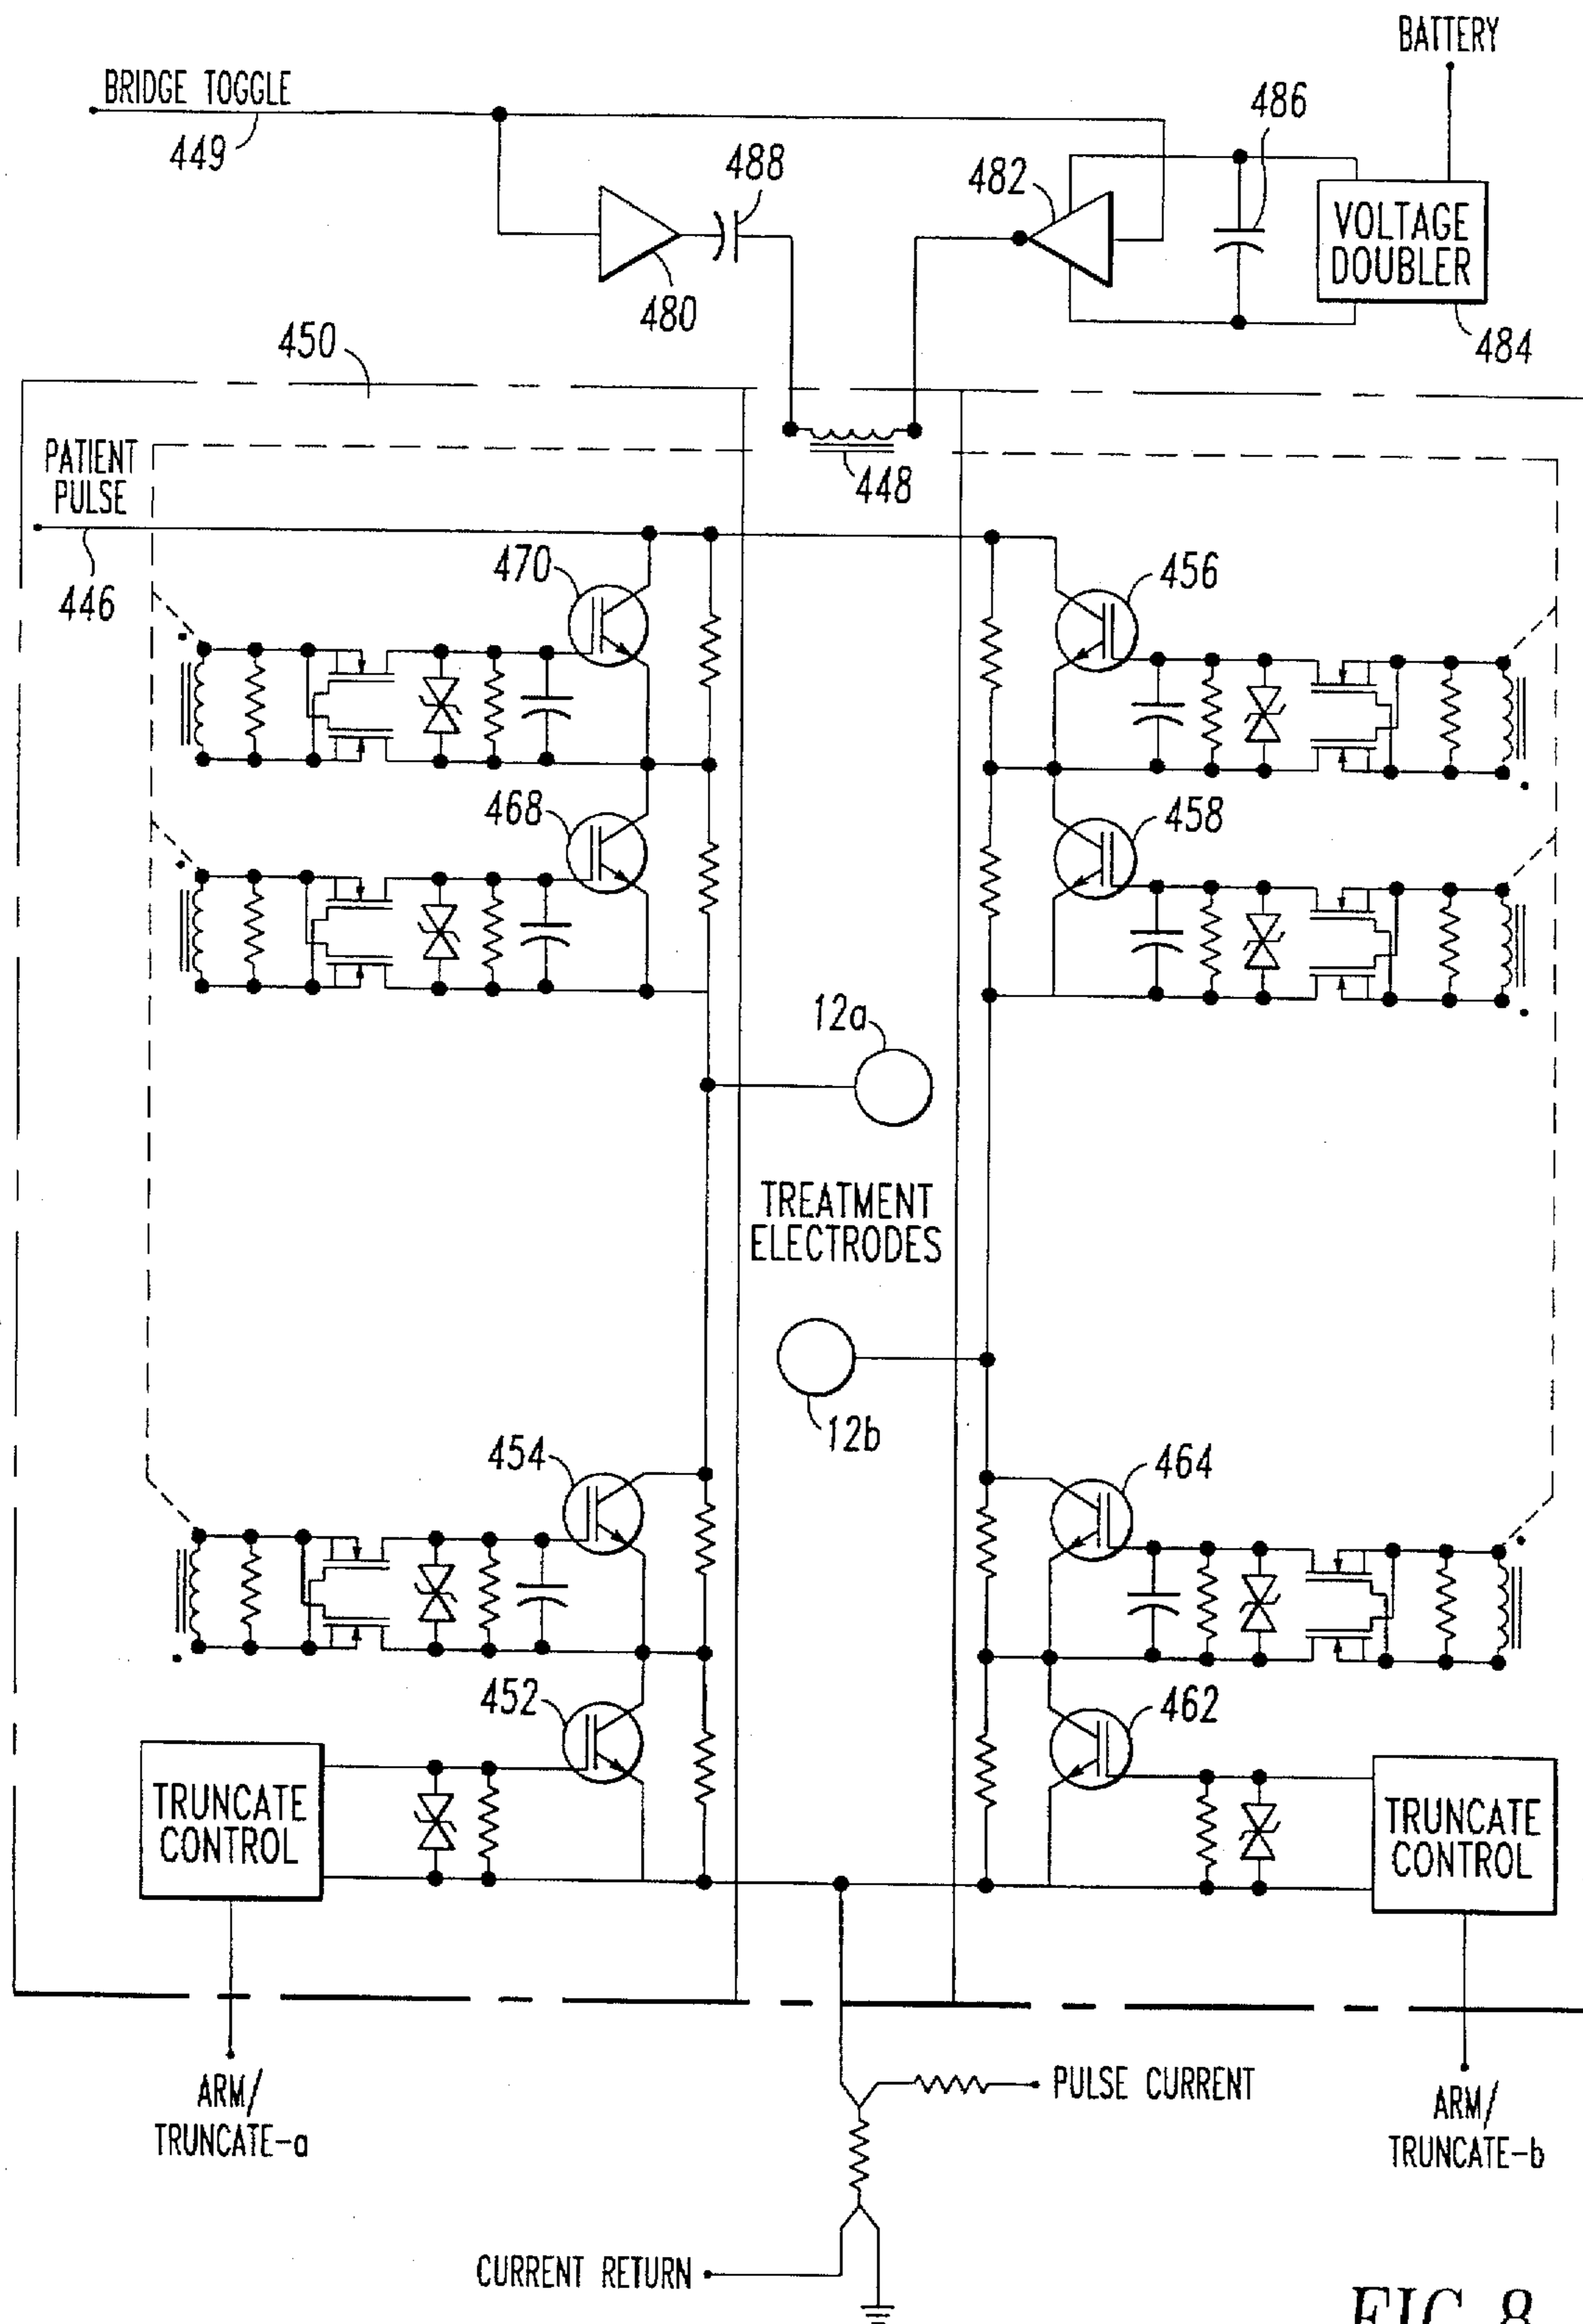 BATTERY
BRIDGE TOGGLE
449
488
482
486
VOLTAGE
DOUBLER
480
484
450
448
PATIENT
PULSE
446
470
456
468
458
12a
TREATMENT
ELECTRODES
12b
454
464
452
462
TRUNCATE
CONTROL
TRUNCATE
CONTROL
ARM/
TRUNCATE-a
PULSE CURRENT
ARM/
TRUNCATE-b
CURRENT RETURN
FIG. 8